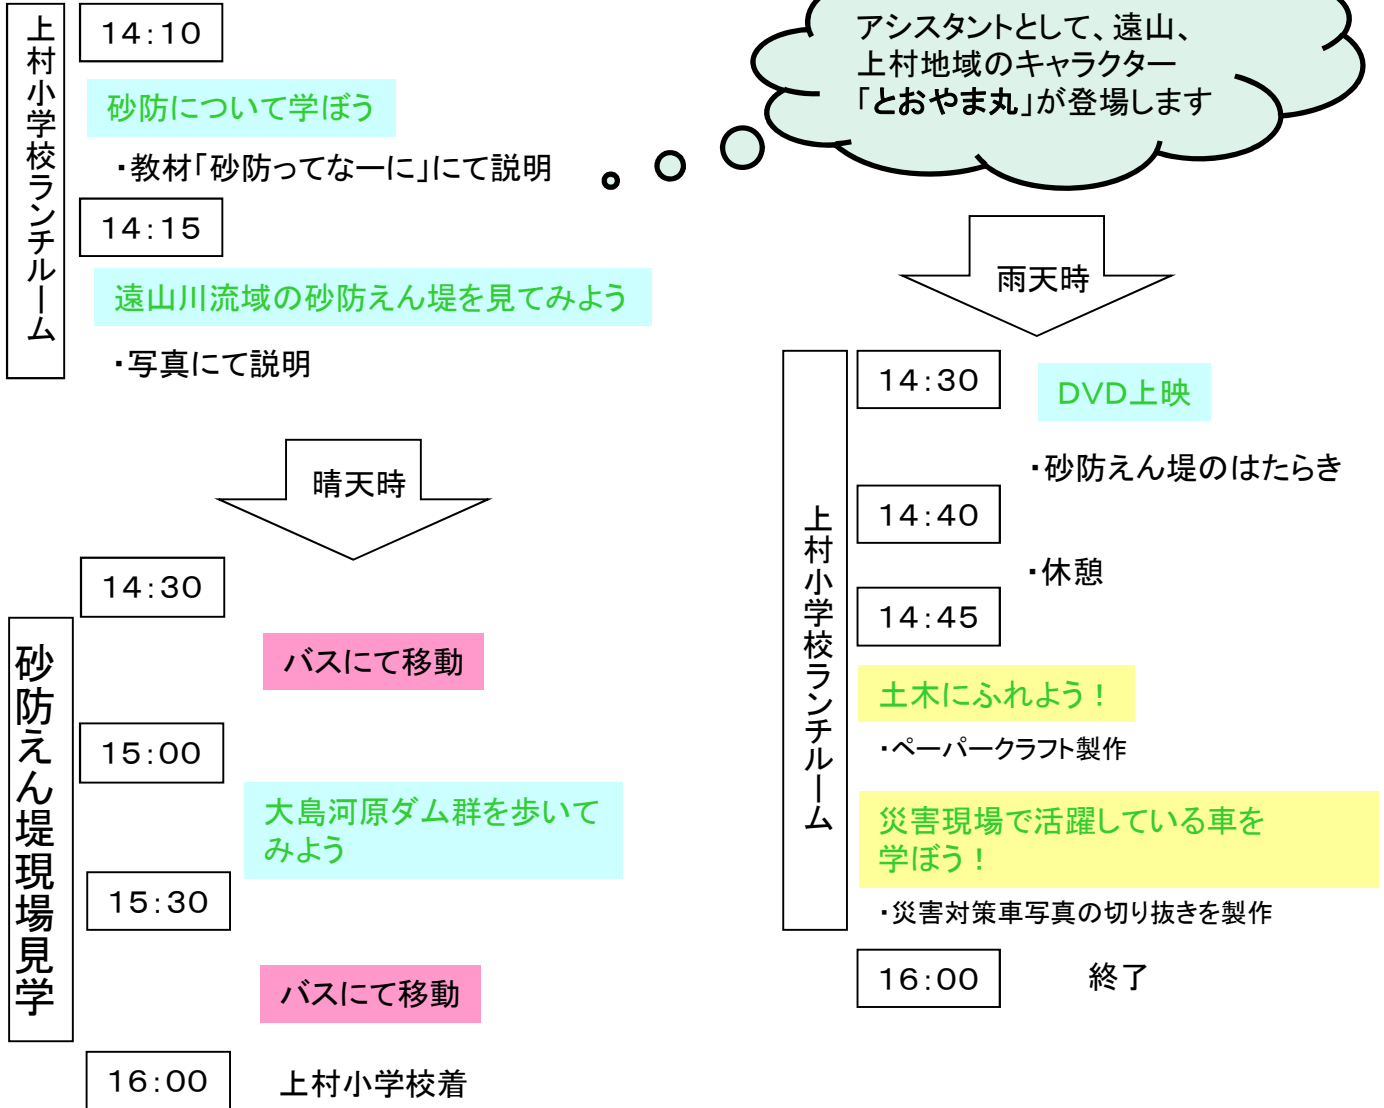 上村小学校ランチルーム
14:10
砂防について学ぼう
・教材「砂防ってなーに」にて説明
14:15
遠山川流域の砂防えん堤を見てみよう
・写真にて説明
アシスタントとして、遠山、
上村地域のキャラクター
「とおやま丸」が登場します
晴天時
砂防えん堤現場見学
14:30
バスにて移動
15:00
大島河原ダム群を歩いて
みよう
15:30
バスにて移動
16:00
上村小学校着
雨天時
上村小学校ランチルーム
14:30
DVD上映
・砂防えん堤のはたらき
14:40
・休憩
14:45
土木にふれよう！
・ペーパークラフト製作
災害現場で活躍している車を
学ぼう！
・災害対策車写真の切り抜きを製作
16:00
終了